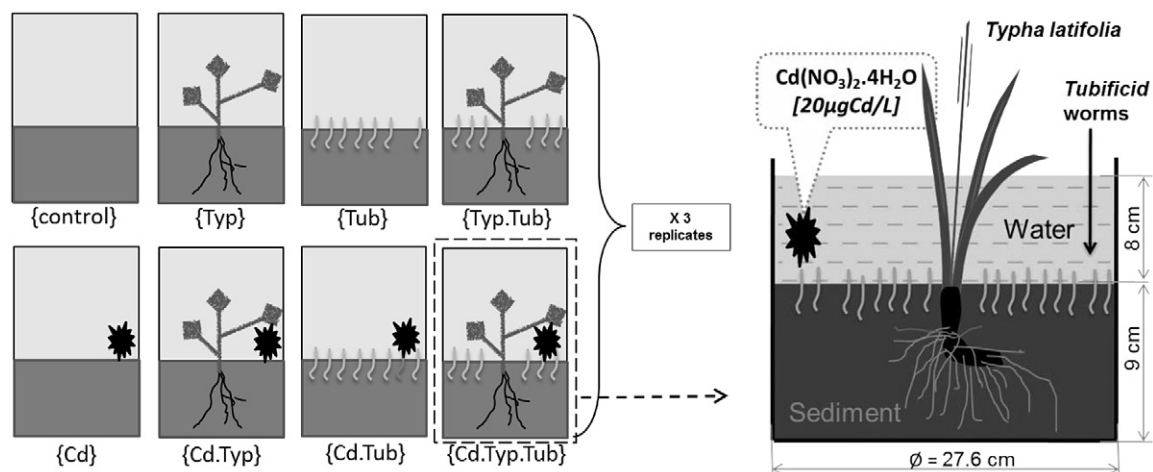 {control}
{Typ}
{Tub}
{Typ.Tub}
{Cd}
{Cd.Typ}
{Cd.Tub}
{Cd.Typ.Tub}
X 3
replicates
Cd(NO₃)₂.4H₂O
[20µgCd/L]
Typha latifolia
Tubificid
worms
Water
8 cm
Sediment
9 cm
Ø = 27.6 cm